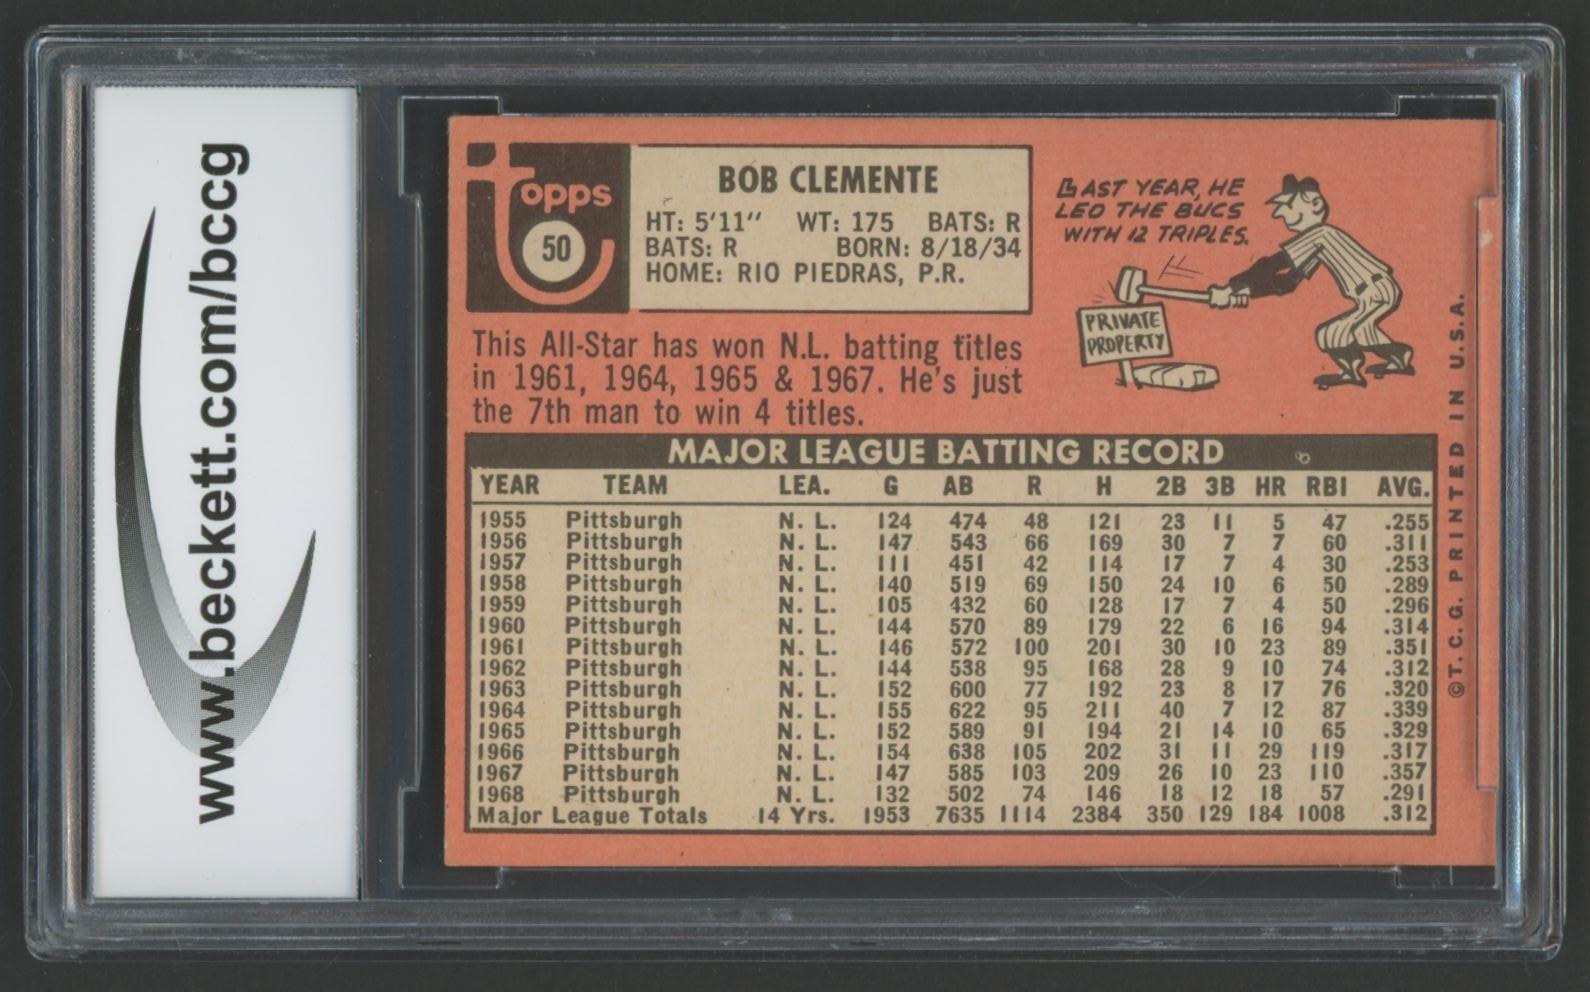 www.beckett.com/bccg
topps
50
BOB CLEMENTE
HT: 5'11" WT: 175 BATS: R
BATS: R BORN: 8/18/34
HOME: RIO PIEDRAS, P.R.
LAST YEAR, HE
LED THE BUCS
WITH 12 TRIPLES.
PRIVATE
PROPERTY
This All-Star has won N.L. batting titles
in 1961, 1964, 1965 & 1967. He's just
the 7th man to win 4 titles.
MAJOR LEAGUE BATTING RECORD
YEAR TEAM LEA. G AB R H 2B 3B HR RBI AVG.
1955 Pittsburgh N. L. 124 474 48 121 23 11 5 47 .255
1956 Pittsburgh N. L. 147 543 66 169 30 7 7 60 .311
1957 Pittsburgh N. L. 111 451 42 114 17 7 4 30 .253
1958 Pittsburgh N. L. 140 519 69 150 24 10 6 50 .289
1959 Pittsburgh N. L. 105 432 60 128 17 7 4 50 .296
1960 Pittsburgh N. L. 144 570 89 179 22 6 16 94 .314
1961 Pittsburgh N. L. 146 572 100 201 30 10 23 89 .351
1962 Pittsburgh N. L. 144 538 95 168 28 9 10 74 .312
1963 Pittsburgh N. L. 152 600 77 192 23 8 17 76 .320
1964 Pittsburgh N. L. 155 622 95 211 40 7 12 87 .339
1965 Pittsburgh N. L. 152 589 91 194 21 14 10 65 .329
1966 Pittsburgh N. L. 154 638 105 202 31 11 29 119 .317
1967 Pittsburgh N. L. 147 585 103 209 26 10 23 110 .357
1968 Pittsburgh N. L. 132 502 74 146 18 12 18 57 .291
Major League Totals 14 Yrs. 1953 7635 1114 2384 350 129 184 1008 .312
©T.C.G. PRINTED IN U.S.A.